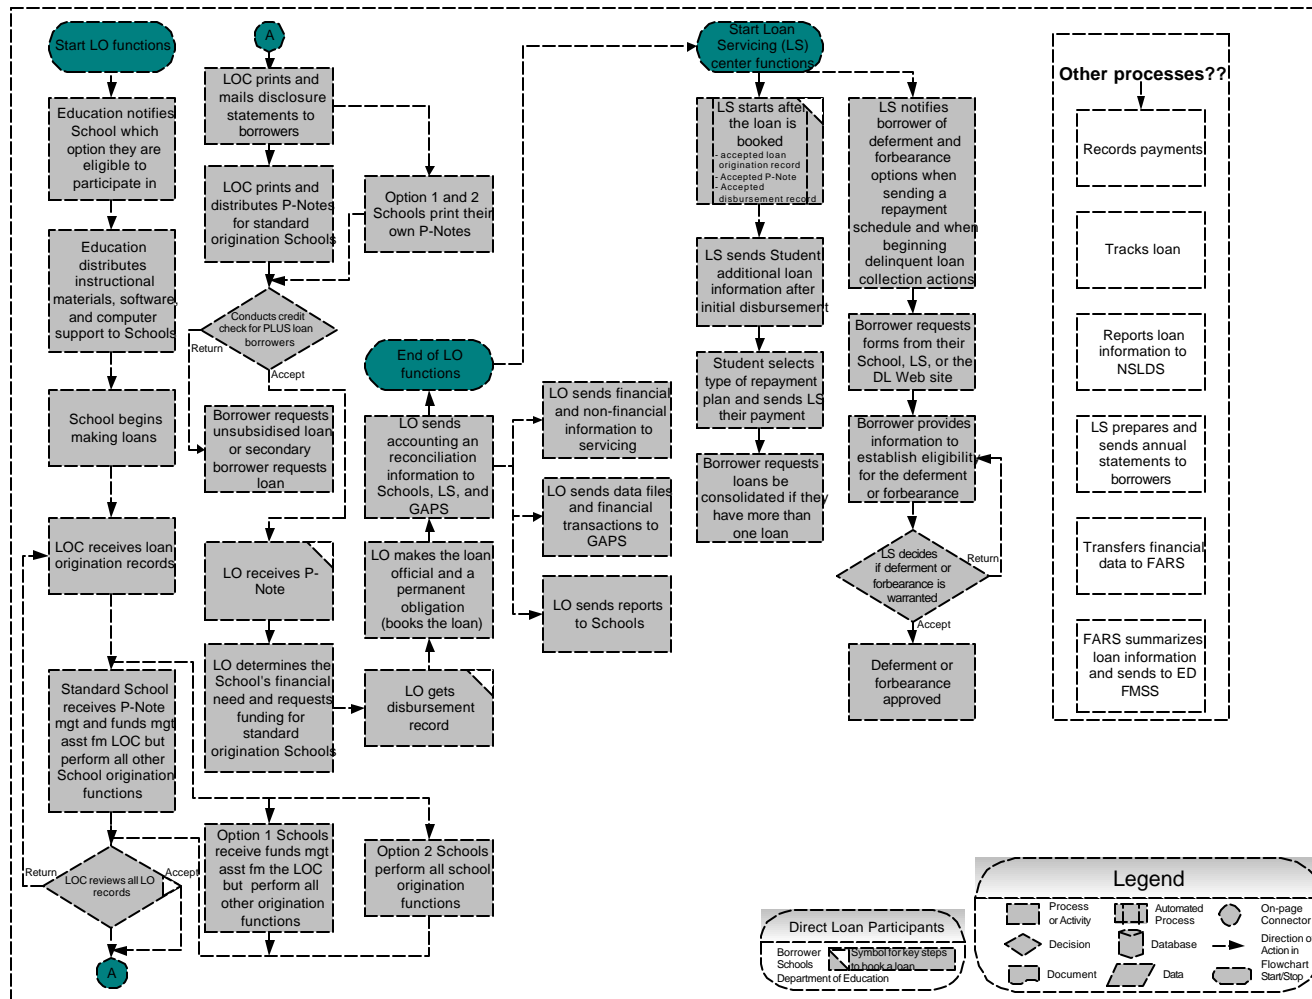 Start LO functions
Education notifies
School which
option they are
eligible to
participate in
Education
distributes
instructional
materials, software,
and computer
support to Schools
School begins
making loans
LOC receives loan
origination records
Standard School
receives P-Note
mgt and funds mgt
asst fm LOC but
perform all other
School origination
functions
LOC reviews all LO
records
Return
Accept
A
A
LOC prints and
mails disclosure
statements to
borrowers
LOC prints and
distributes P-Notes
for standard
origination Schools
Option 1 and 2
Schools print their
own P-Notes
Conducts credit
check for PLUS loan
borrowers
Return
Accept
Borrower requests
unsubsidised loan
or secondary
borrower requests
loan
LO receives P-
Note
LO determines the
School's financial
need and requests
funding for
standard
origination Schools
Option 1 Schools
receive funds mgt
asst fm the LOC
but perform all
other origination
functions
Option 2 Schools
perform all school
origination
functions
LO gets
disbursement
record
LO makes the loan
official and a
permanent
obligation
(books the loan)
LO sends
accounting an
reconciliation
information to
Schools, LS, and
GAPS
End of LO
functions
LO sends financial
and non-financial
information to
servicing
LO sends data files
and financial
transactions to
GAPS
LO sends reports
to Schools
Start Loan
Servicing (LS)
center functions
LS starts after
the loan is
booked
- accepted loan
origination record
- Accepted P-Note
- Accepted
disbursement record
LS sends Student
additional loan
information after
initial disbursement
Student selects
type of repayment
plan and sends LS
their payment
Borrower requests
loans be
consolidated if they
have more than
one loan
LS notifies
borrower of
deferment and
forbearance
options when
sending a
repayment
schedule and when
beginning
delinquent loan
collection actions
Borrower requests
forms from their
School, LS, or the
DL Web site
Borrower provides
information to
establish eligibility
for the deferment
or forbearance
LS decides
if deferment or
forbearance is
warranted
Return
Accept
Deferment or
forbearance
approved
Other processes??
Records payments
Tracks loan
Reports loan
information to
NSLDS
LS prepares and
sends annual
statements to
borrowers
Transfers financial
data to FARS
FARS summarizes
loan information
and sends to ED
FMSS
Direct Loan Participants
Borrower
Schools
Department of Education
Symbol for key steps
to book a loan
Legend
Process
or Activity
Automated
Process
On-page
Connector
Decision
Database
Direction of
Action in
Flowchart
Document
Data
Start/Stop